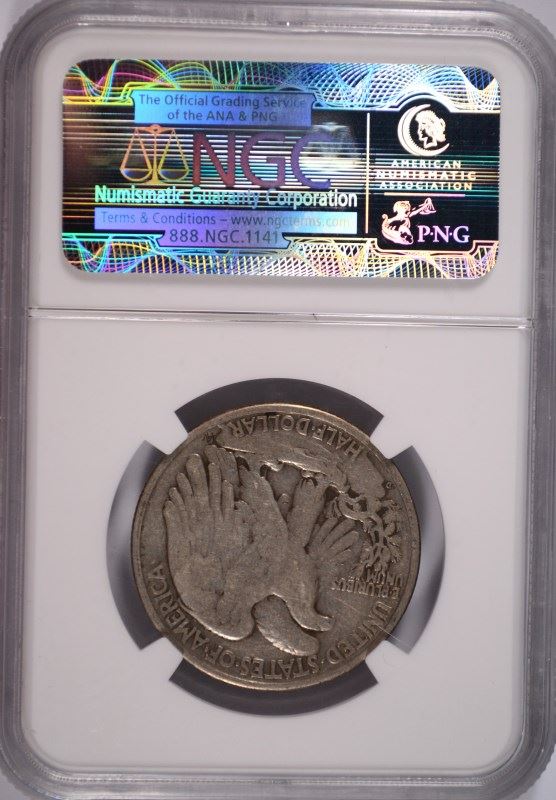 The Official Grading Service
of the ANA & PNG
NGC
Numismatic Guaranty Corporation
Terms & Conditions – www.ngcterms.com
888.NGC.1141
AMERICAN
NUMISMATIC
ASSOCIATION
P·N·G
UNITED·STATES·OF·AMERICA
E·PLURIBUS
UNUM
HALF·DOLLAR